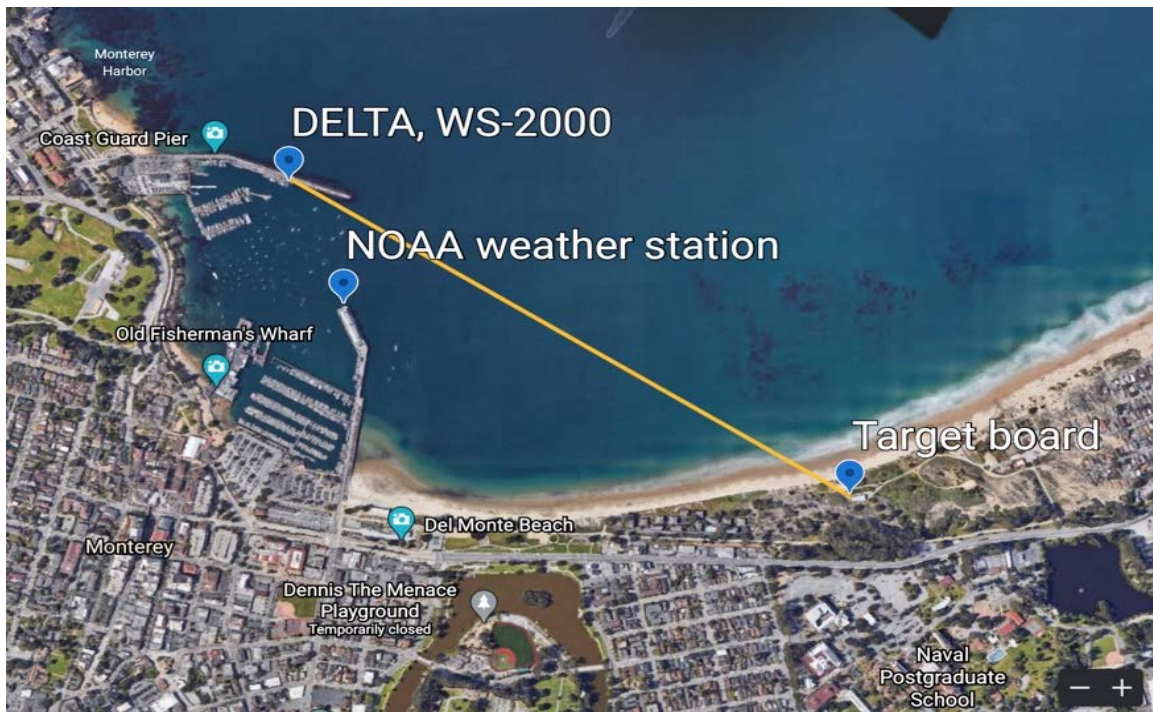 Monterey
Harbor
DELTA, WS-2000
Coast Guard Pier
NOAA weather station
Old Fisherman's Wharf
Target board
Del Monte Beach
Monterey
Dennis The Menace
Playground
Temporarily closed
Naval
Postgraduate
School
− +